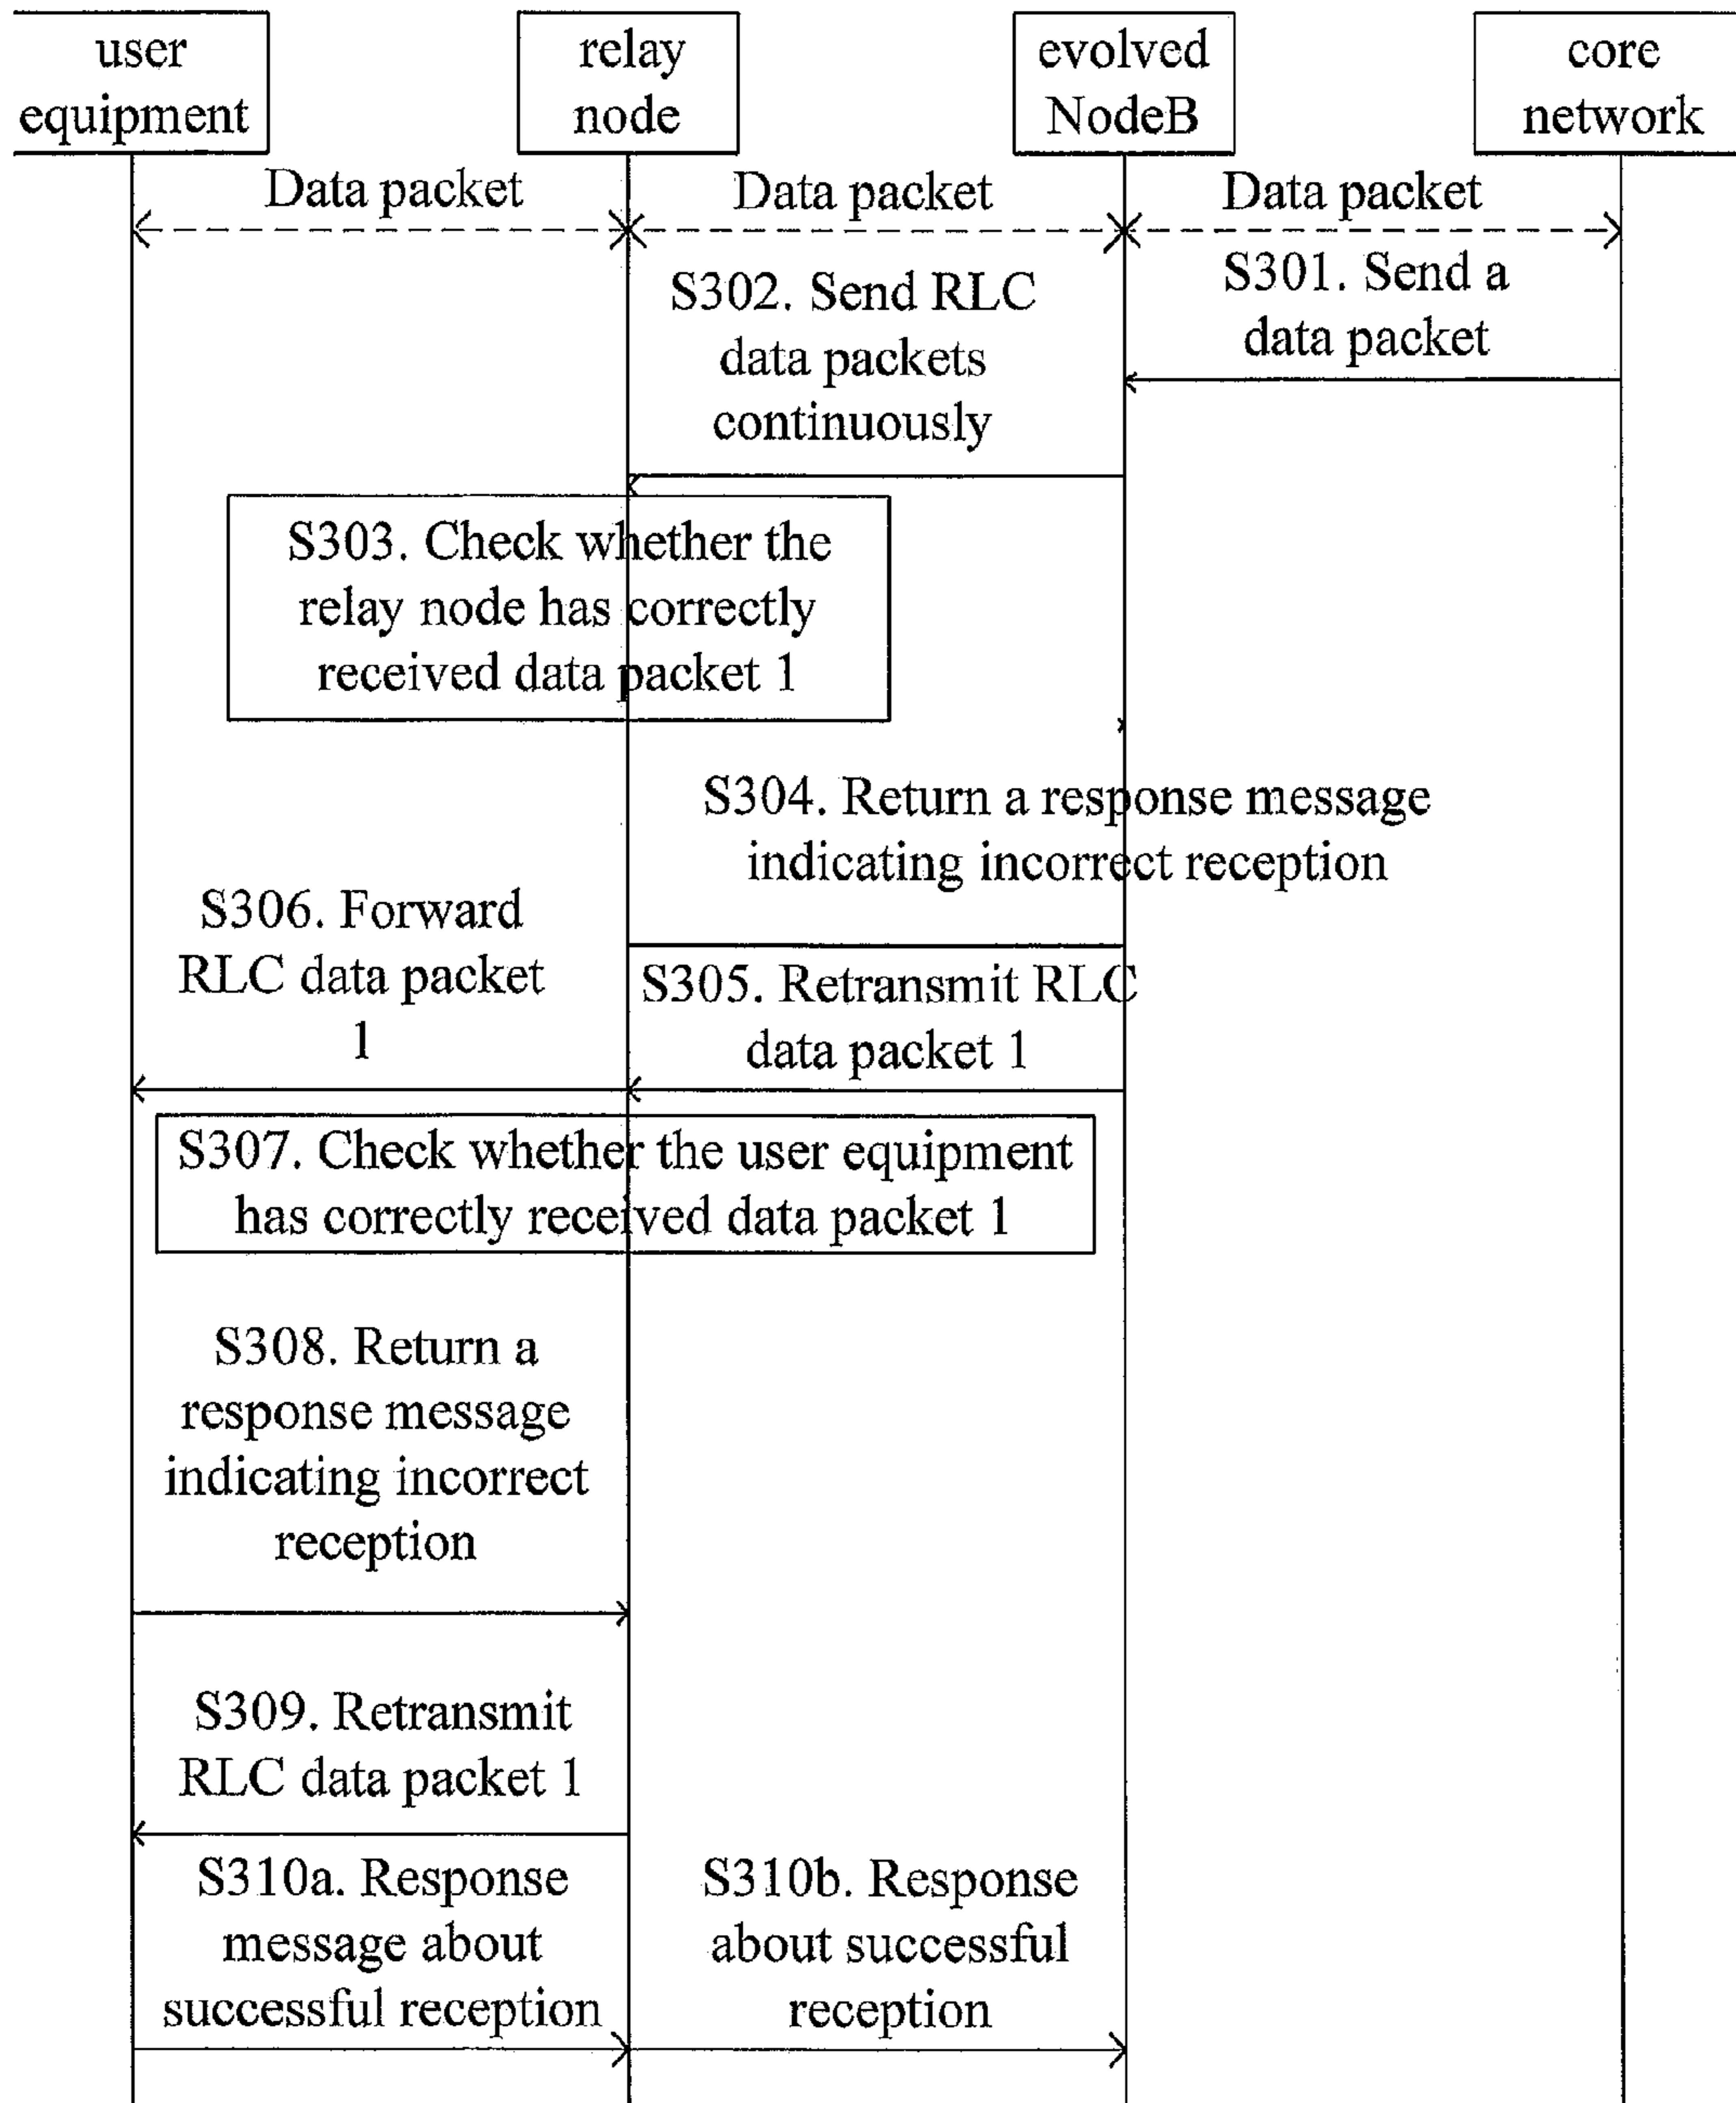 user
equipment
relay
node
evolved
NodeB
core
network
Data packet
Data packet
Data packet
S301. Send a
data packet
S302. Send RLC
data packets
continuously
S303. Check whether the
relay node has correctly
received data packet 1
S304. Return a response message
indicating incorrect reception
S306. Forward
RLC data packet
1
S305. Retransmit RLC
data packet 1
S307. Check whether the user equipment
has correctly received data packet 1
S308. Return a
response message
indicating incorrect
reception
S309. Retransmit
RLC data packet 1
S310a. Response
message about
successful reception
S310b. Response
about successful
reception